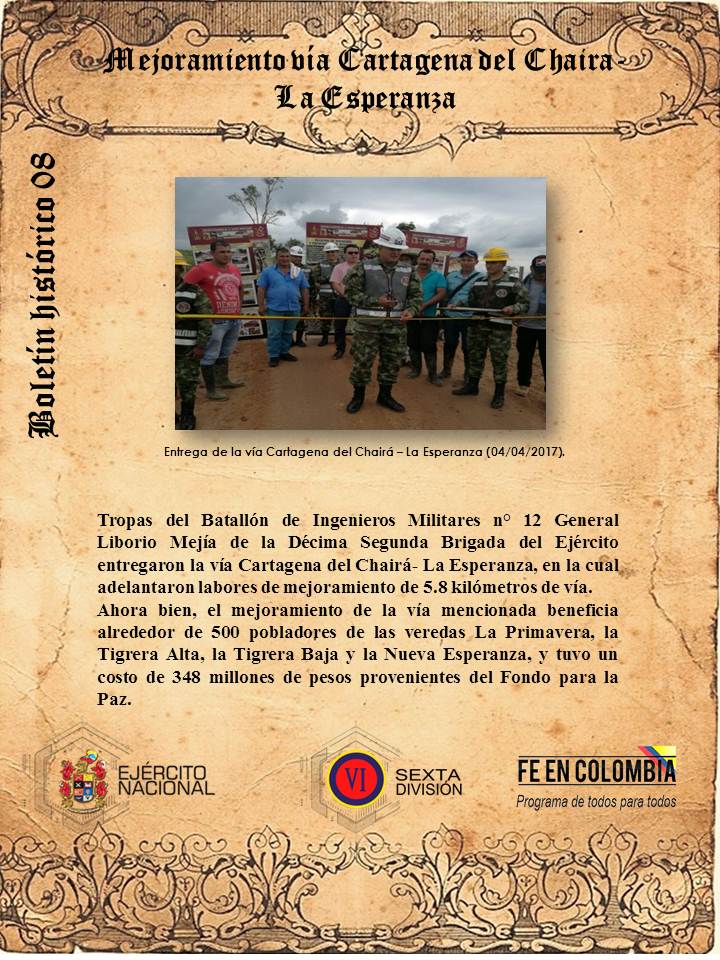 Mejoramiento vía Cartagena del Chaira -
La Esperanza
Boletín histórico 08
Entrega de la vía Cartagena del Chairá – La Esperanza (04/04/2017).
Tropas del Batallón de Ingenieros Militares n° 12 General
Liborio Mejía de la Décima Segunda Brigada del Ejército
entregaron la vía Cartagena del Chairá- La Esperanza, en la cual
adelantaron labores de mejoramiento de 5.8 kilómetros de vía.
Ahora bien, el mejoramiento de la vía mencionada beneficia
alrededor de 500 pobladores de las veredas La Primavera, la
Tigrera Alta, la Tigrera Baja y la Nueva Esperanza, y tuvo un
costo de 348 millones de pesos provenientes del Fondo para la
Paz.
EJÉRCITO
NACIONAL
VI
SEXTA
DIVISIÓN
FE EN COLOMBIA
Programa de todos para todos